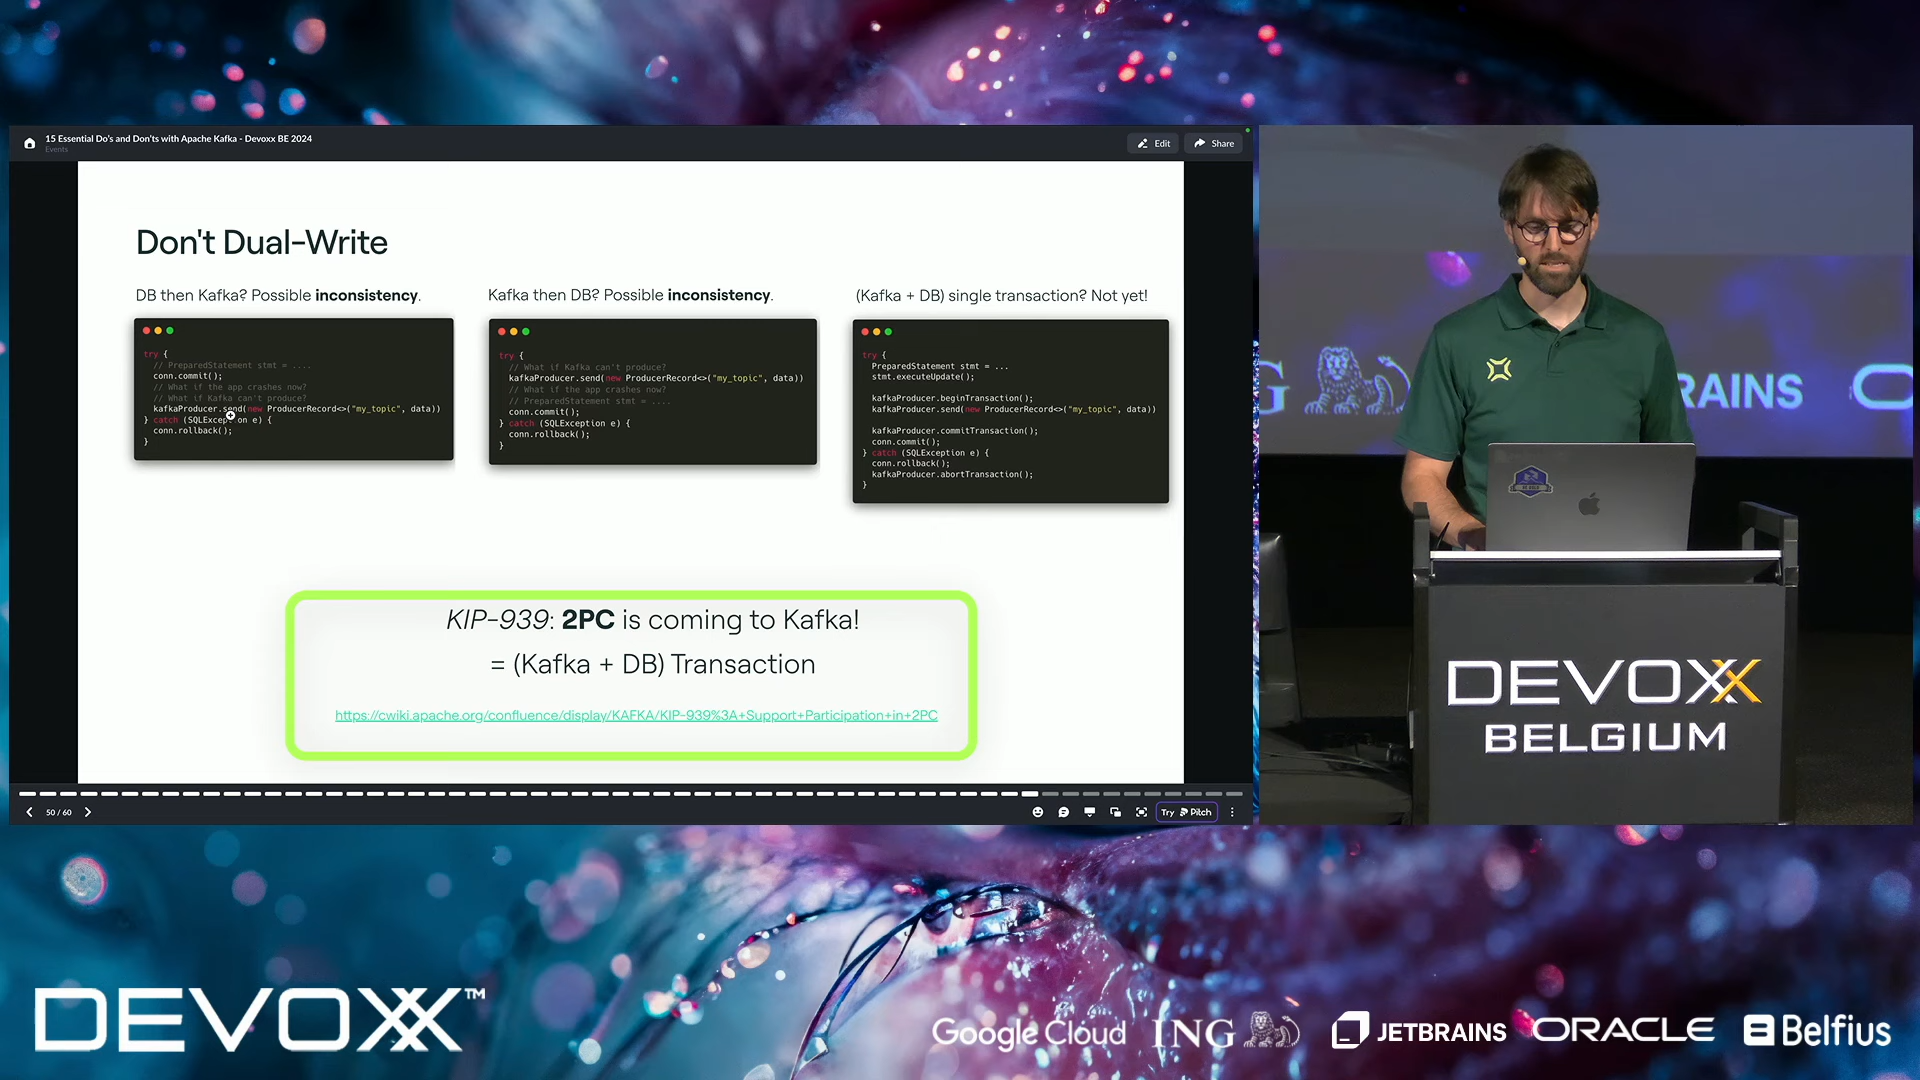 15 Essential Do's and Don'ts with Apache Kafka - Devoxx BE 2024
Events
Edit
Share
Don't Dual-Write
DB then Kafka? Possible inconsistency.
try {
// PreparedStatement stmt = ....
conn.commit();
// What if the app crashes now?
// What if Kafka can't produce?
kafkaProducer.send(new ProducerRecord<>("my_topic", data))
} catch (SQLException e) {
conn.rollback();
}
Kafka then DB? Possible inconsistency.
try {
// What if Kafka can't produce?
kafkaProducer.send(new ProducerRecord<>("my_topic", data))
// What if the app crashes now?
// PreparedStatement stmt = ....
conn.commit();
} catch (SQLException e) {
conn.rollback();
}
(Kafka + DB) single transaction? Not yet!
try {
PreparedStatement stmt = ...
stmt.executeUpdate();
kafkaProducer.beginTransaction();
kafkaProducer.send(new ProducerRecord<>("my_topic", data))
kafkaProducer.commitTransaction();
conn.commit();
} catch (SQLException e) {
conn.rollback();
kafkaProducer.abortTransaction();
}
KIP-939: 2PC is coming to Kafka!
= (Kafka + DB) Transaction
https://cwiki.apache.org/confluence/display/KAFKA/KIP-939%3A+Support+Participation+in+2PC
50 / 60
Try Pitch
G
RAINS
DEVOXX
BELGIUM
DEVOXX™
Google Cloud
ING
JETBRAINS
ORACLE
Belfius